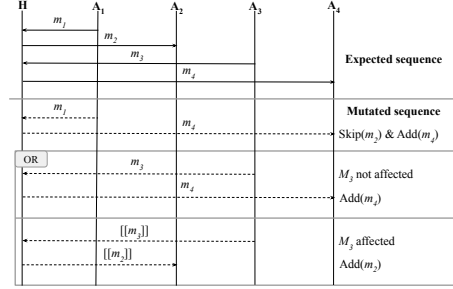 H A₁ A₂ A₃ A₄
m₁
m₂
m₃
m₄
Expected sequence
m₁
m₄
Mutated sequence
Skip(m₂) & Add(m₄)
OR
m₃
m₄
M₃ not affected
Add(m₄)
[[m₃]]
[[m₂]]
M₃ affected
Add(m₂)